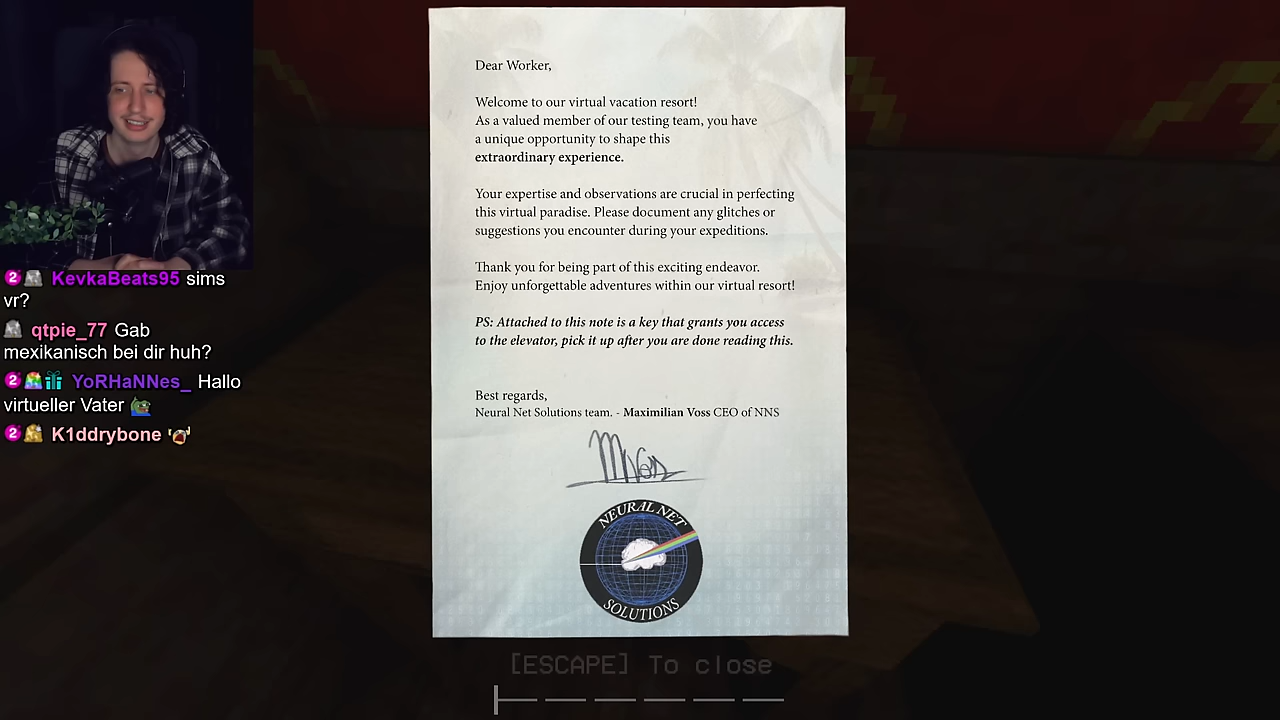 KevkaBeats95 sims
vr?
qtpie_77 Gab
mexikanisch bei dir huh?
YoRHaNNes_ Hallo
virtueller Vater
K1ddrybone
Dear Worker,
Welcome to our virtual vacation resort!
As a valued member of our testing team, you have
a unique opportunity to shape this
extraordinary experience.
Your expertise and observations are crucial in perfecting
this virtual paradise. Please document any glitches or
suggestions you encounter during your expeditions.
Thank you for being part of this exciting endeavor.
Enjoy unforgettable adventures within our virtual resort!
PS: Attached to this note is a key that grants you access
to the elevator, pick it up after you are done reading this.
Best regards,
Neural Net Solutions team. - Maximilian Voss CEO of NNS
MVoss
NEURAL NET
SOLUTIONS
[ESCAPE] To close